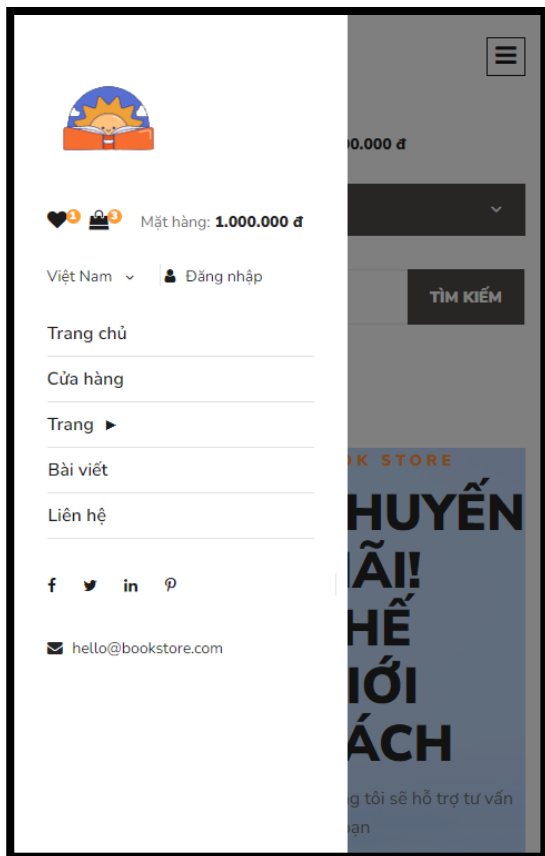 1 3 Mặt hàng: 1.000.000 đ
Việt Nam Đăng nhập
Trang chủ
Cửa hàng
Trang ►
Bài viết
Liên hệ
hello@bookstore.com
00.000 đ
TÌM KIẾM
OK STORE
HUYẾN
ÃI!
HẾ
IỚI
ÁCH
g tôi sẽ hỗ trợ tư vấn
bạn